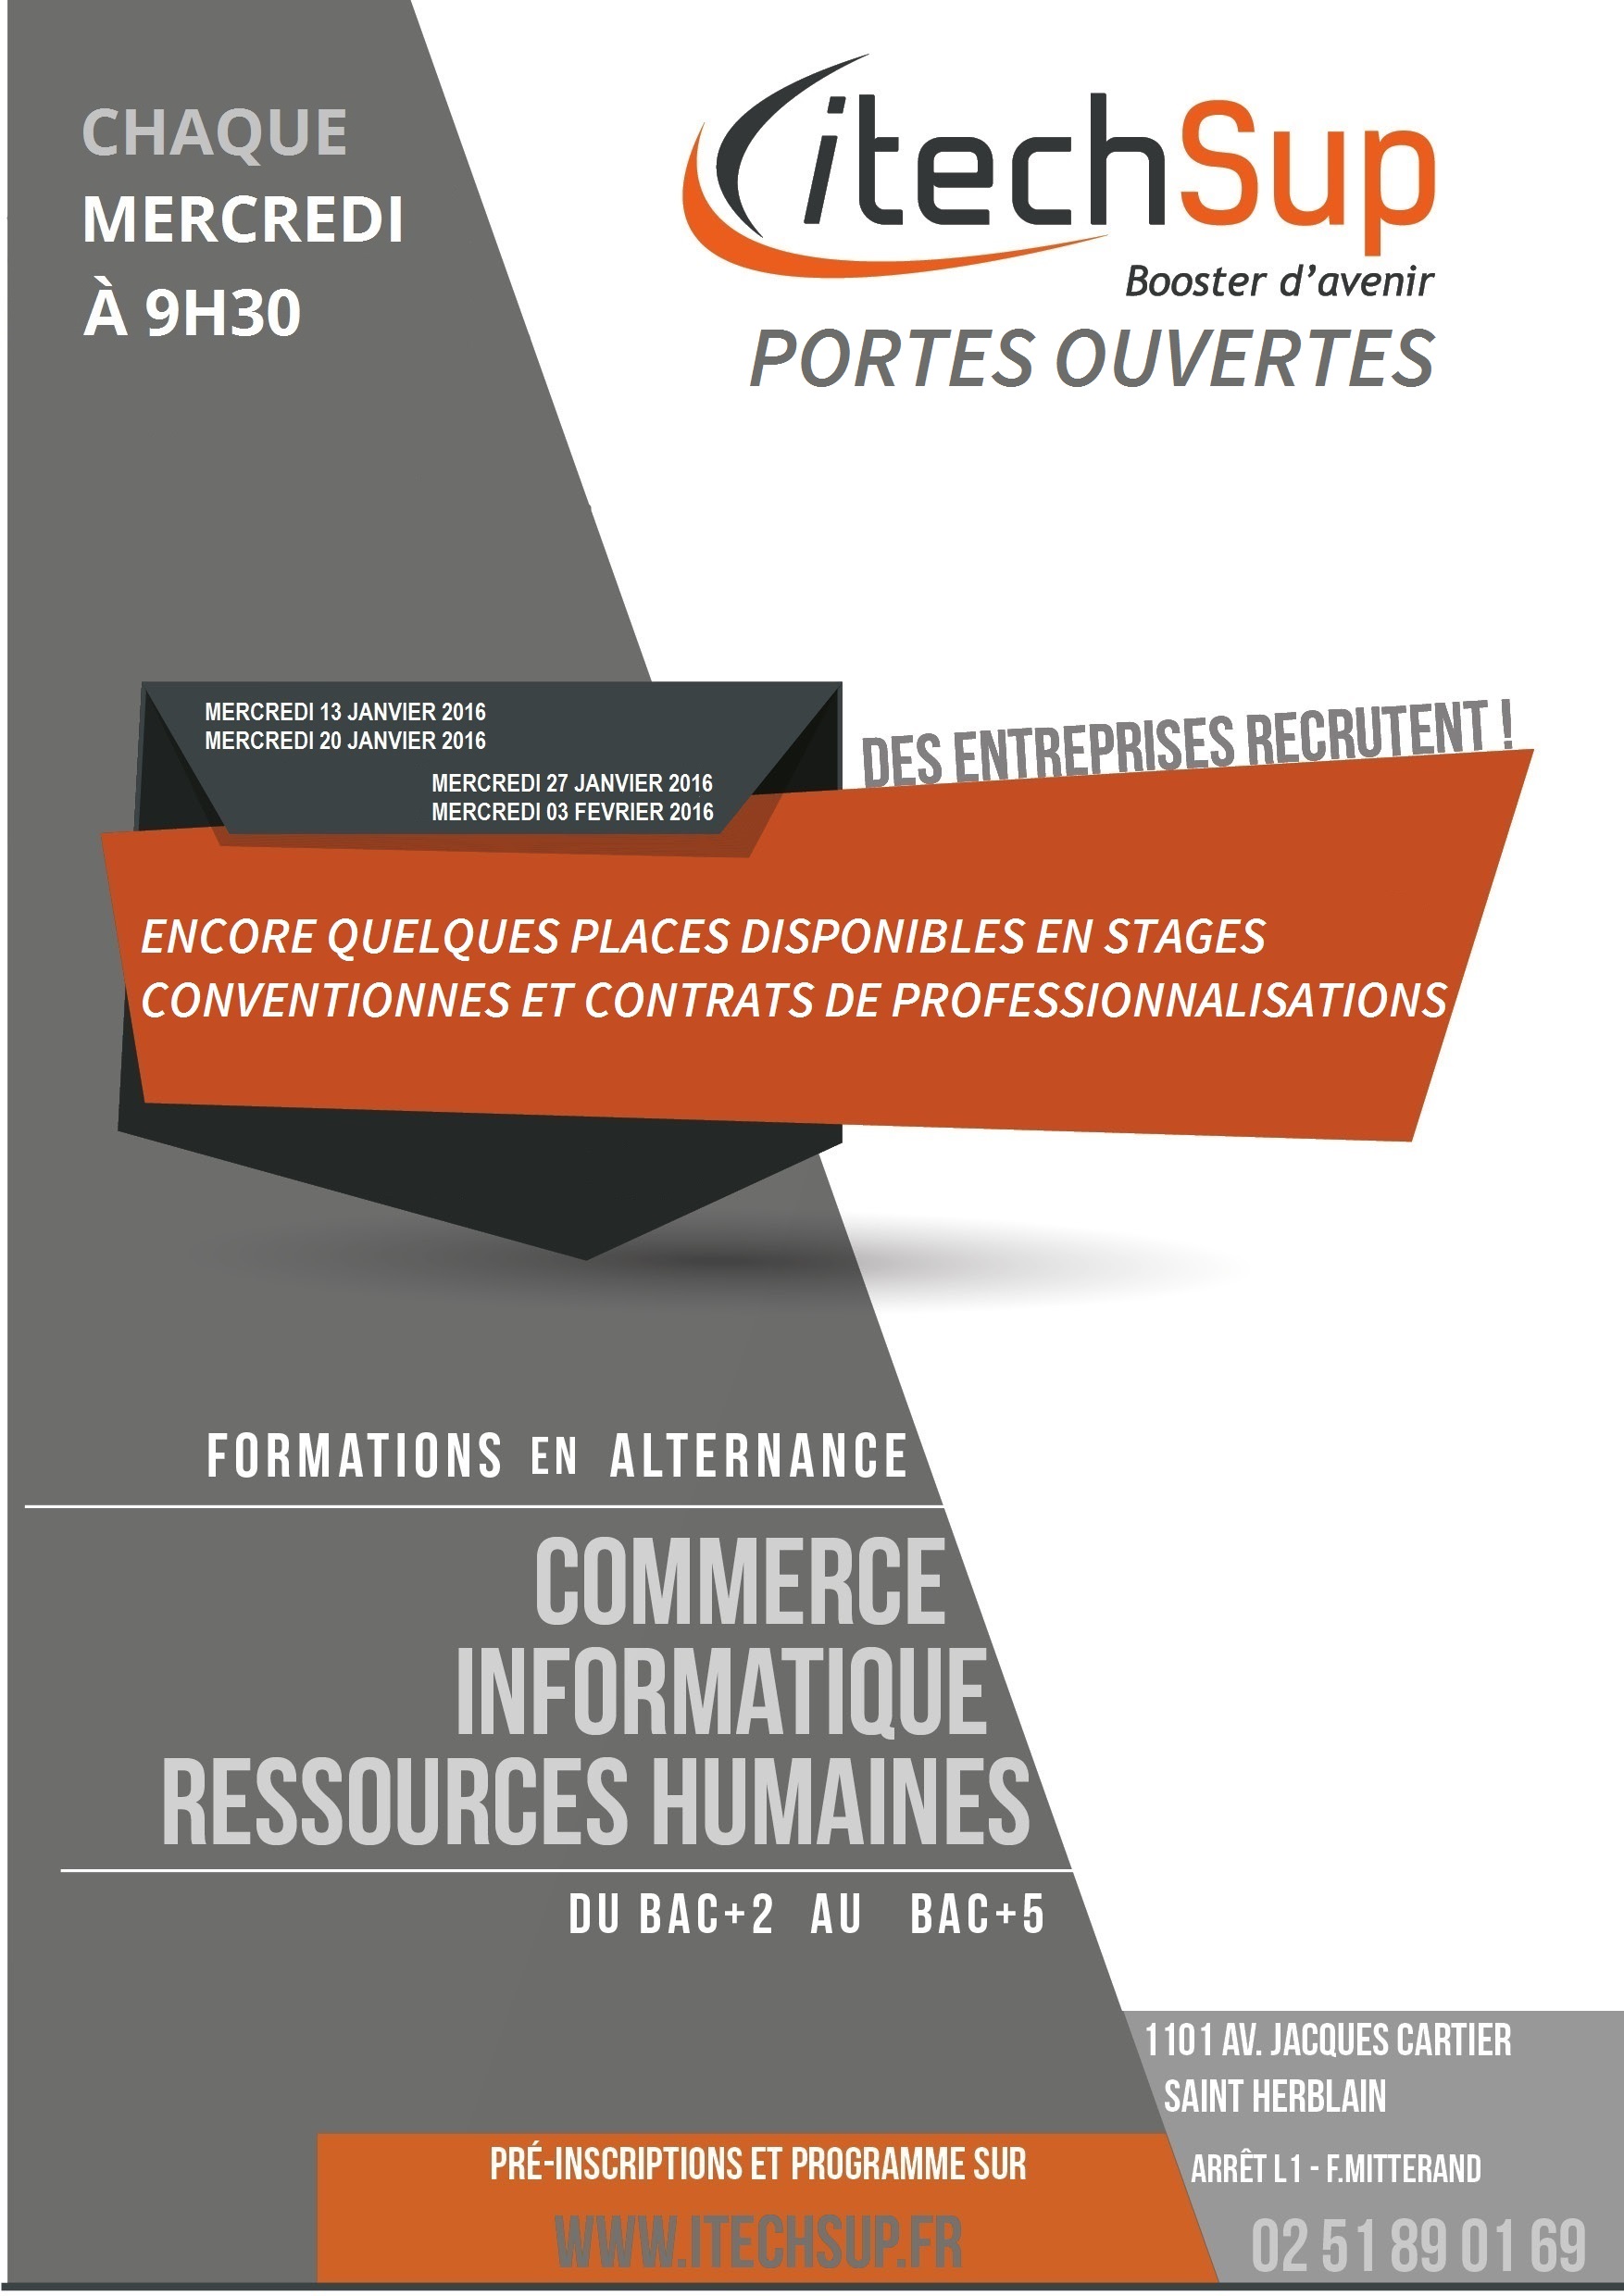 CHAQUE
MERCREDI
À 9H30
itechSup
Booster d'avenir
PORTES OUVERTES
MERCREDI 13 JANVIER 2016
MERCREDI 20 JANVIER 2016
MERCREDI 27 JANVIER 2016
MERCREDI 03 FEVRIER 2016
DES ENTREPRISES RECRUTENT !
ENCORE QUELQUES PLACES DISPONIBLES EN STAGES
CONVENTIONNES ET CONTRATS DE PROFESSIONNALISATIONS
FORMATIONS EN ALTERNANCE
COMMERCE
INFORMATIQUE
RESSOURCES HUMAINES
DU BAC+2 AU BAC+5
1101 AV. JACQUES CARTIER
SAINT HERBLAIN
ARRÊT L1 - F.MITTERAND
02 51 89 01 69
PRÉ-INSCRIPTIONS ET PROGRAMME SUR
WWW.ITECHSUP.FR